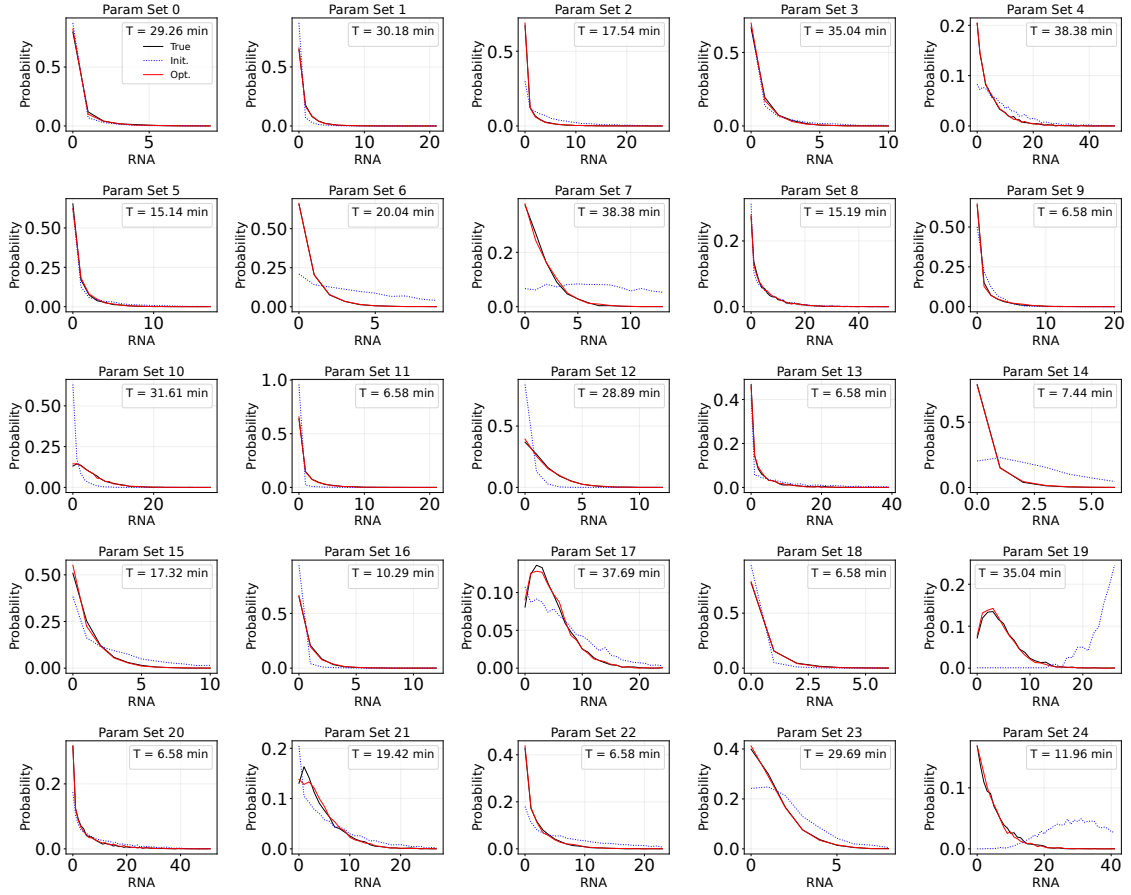 Param Set 0
T = 29.26 min
True
Init.
Opt.
Probability
0.5
0.0
5
RNA
Param Set 1
T = 30.18 min
Probability
0.5
0.0
0
10
20
RNA
Param Set 2
T = 17.54 min
Probability
0.5
0.0
0
10
20
RNA
Param Set 3
T = 35.04 min
Probability
0.5
0.0
0
5
10
RNA
Param Set 4
T = 38.38 min
Probability
0.2
0.1
0.0
0
20
40
RNA
Param Set 5
T = 15.14 min
Probability
0.50
0.25
0.00
0
10
RNA
Param Set 6
T = 20.04 min
Probability
0.50
0.25
0.00
0
5
RNA
Param Set 7
T = 38.38 min
Probability
0.2
0.0
0
5
10
RNA
Param Set 8
T = 15.19 min
Probability
0.2
0.0
0
20
40
RNA
Param Set 9
T = 6.58 min
Probability
0.50
0.25
0.00
0
10
20
RNA
Param Set 10
T = 31.61 min
Probability
0.50
0.25
0.00
0
20
RNA
Param Set 11
T = 6.58 min
Probability
1.0
0.5
0.0
0
10
20
RNA
Param Set 12
T = 28.89 min
Probability
0.5
0.0
0
5
10
RNA
Param Set 13
T = 6.58 min
Probability
0.4
0.2
0.0
0
20
40
RNA
Param Set 14
T = 7.44 min
Probability
0.5
0.0
0.0
2.5
5.0
RNA
Param Set 15
T = 17.32 min
Probability
0.50
0.25
0.00
0
5
10
RNA
Param Set 16
T = 10.29 min
Probability
0.5
0.0
0
5
10
RNA
Param Set 17
T = 37.69 min
Probability
0.10
0.05
0.00
0
10
20
RNA
Param Set 18
T = 6.58 min
Probability
0.5
0.0
0.0
2.5
5.0
RNA
Param Set 19
T = 35.04 min
Probability
0.2
0.1
0.0
0
10
20
RNA
Param Set 20
T = 6.58 min
Probability
0.2
0.0
0
20
40
RNA
Param Set 21
T = 19.42 min
Probability
0.2
0.1
0.0
0
10
20
RNA
Param Set 22
T = 6.58 min
Probability
0.4
0.2
0.0
0
10
20
RNA
Param Set 23
T = 29.69 min
Probability
0.4
0.2
0.0
0
5
RNA
Param Set 24
T = 11.96 min
Probability
0.1
0.0
0
20
40
RNA